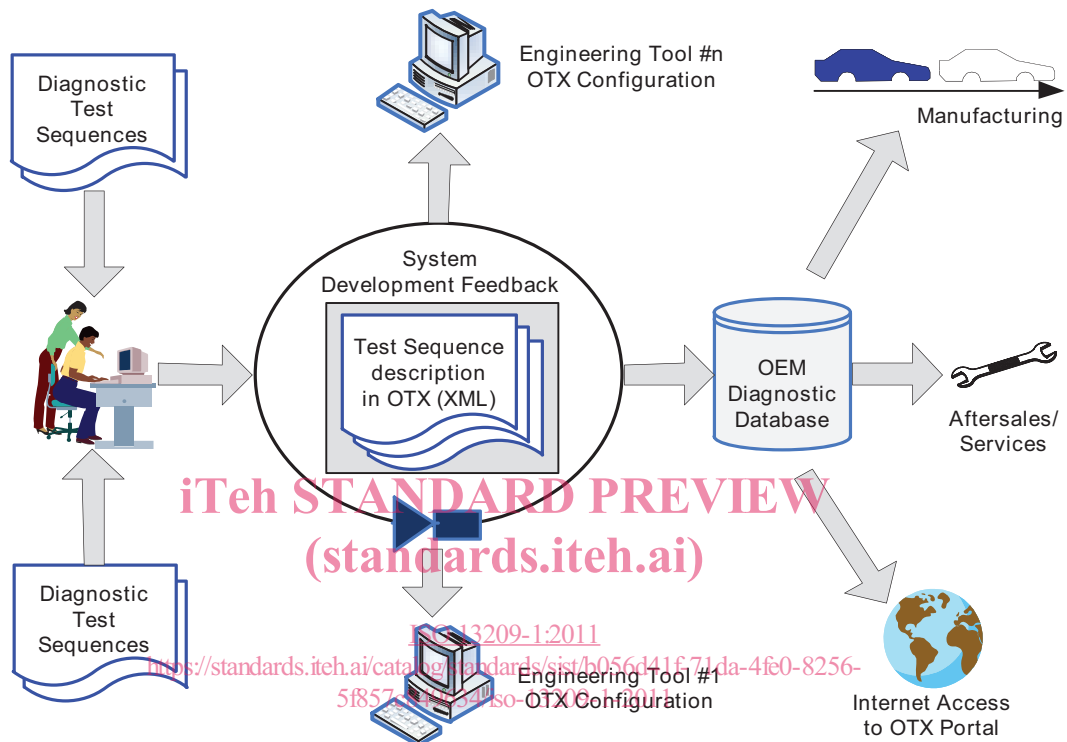 Diagnostic
Test
Sequences
Engineering Tool #n
OTX Configuration
Manufacturing
System
Development Feedback
Test Sequence
description
in OTX (XML)
OEM
Diagnostic
Database
Aftersales/
Services
iTeh STANDARD PREVIEW
(standards.iteh.ai)
Diagnostic
Test
Sequences
ISO 13209-1:2011
Engineering Tool #1
OTX Configuration
Internet Access
to OTX Portal